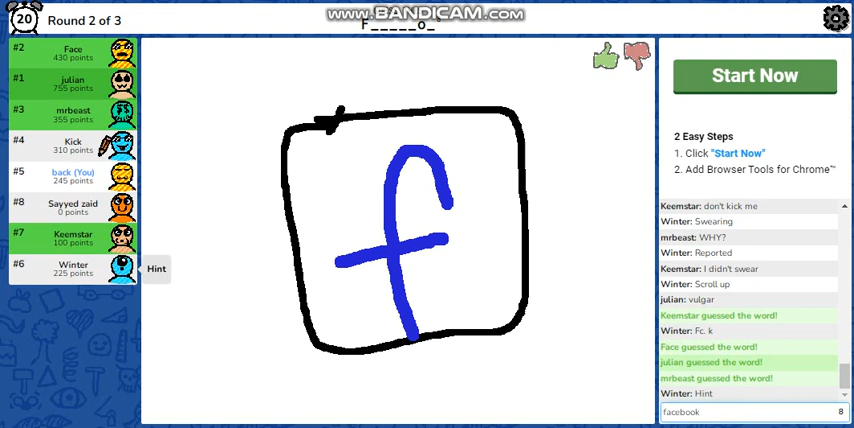 20
Round 2 of 3
www.BANDICAM.com
F_____o_⁸
#2 Face
430 points
#1 julian
755 points
#3 mrbeast
355 points
#4 Kick
310 points
#5 back (You)
245 points
#8 Sayyed zaid
0 points
#7 Keemstar
100 points
#6 Winter
225 points
Hint
f
Start Now
2 Easy Steps
1. Click "Start Now"
2. Add Browser Tools for Chrome™
Keemstar: don't kick me
Winter: Swearing
mrbeast: WHY?
Winter: Reported
Keemstar: I didn't swear
Winter: Scroll up
julian: vulgar
Keemstar guessed the word!
Winter: Fc. k
Face guessed the word!
julian guessed the word!
mrbeast guessed the word!
Winter: Hint
facebook 8